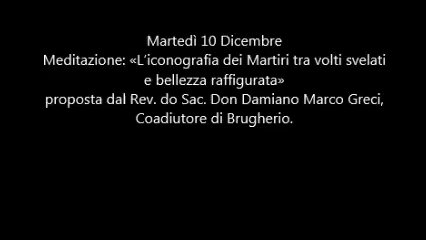 Martedì 10 Dicembre
Meditazione: «L’iconografia dei Martiri tra volti svelati
e bellezza raffigurata»
proposta dal Rev. do Sac. Don Damiano Marco Greci,
Coadiutore di Brugherio.